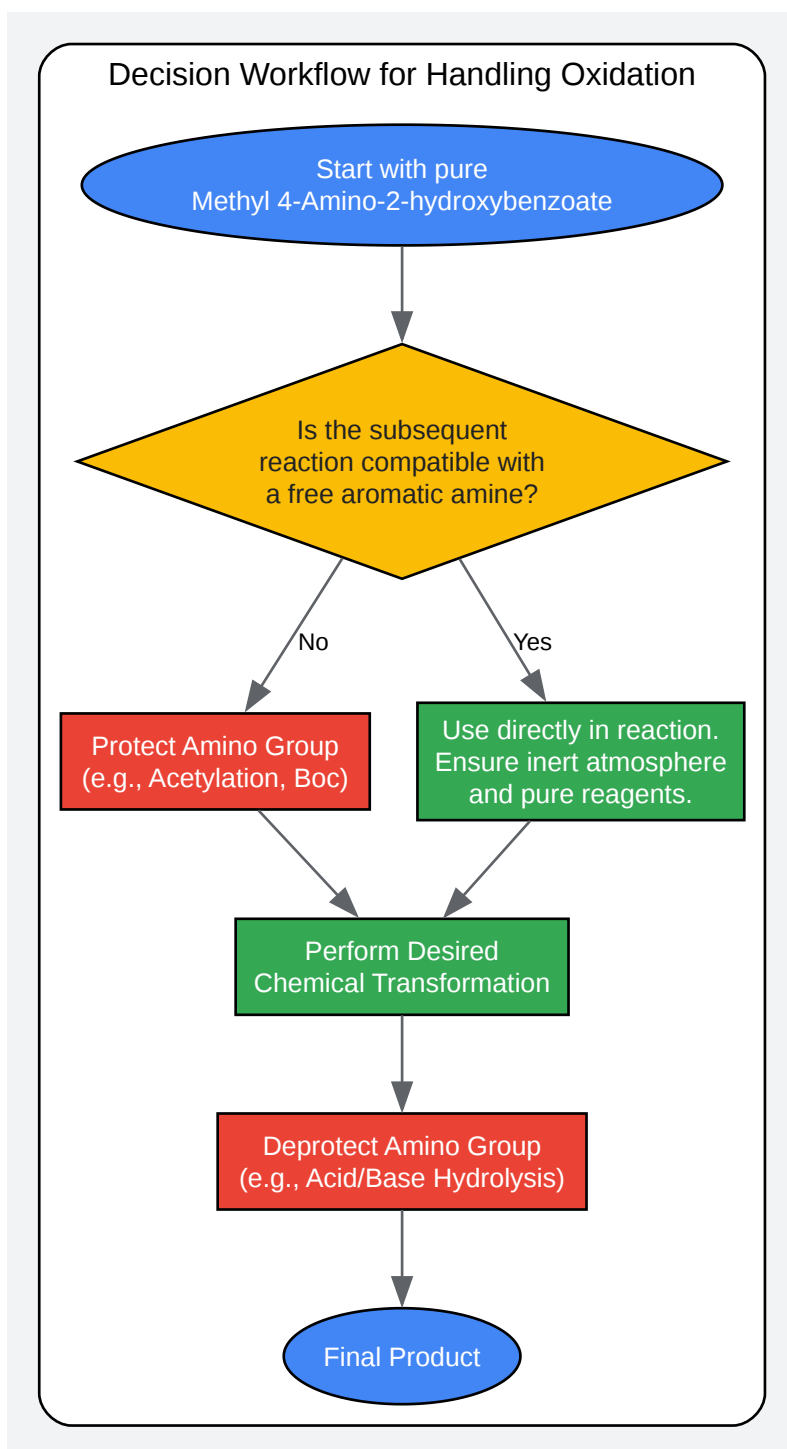 Decision Workflow for Handling Oxidation
Start with pure
Methyl 4-Amino-2-hydroxybenzoate
Is the subsequent
reaction compatible with
a free aromatic amine?
No
Yes
Protect Amino Group
(e.g., Acetylation, Boc)
Use directly in reaction.
Ensure inert atmosphere
and pure reagents.
Perform Desired
Chemical Transformation
Deprotect Amino Group
(e.g., Acid/Base Hydrolysis)
Final Product